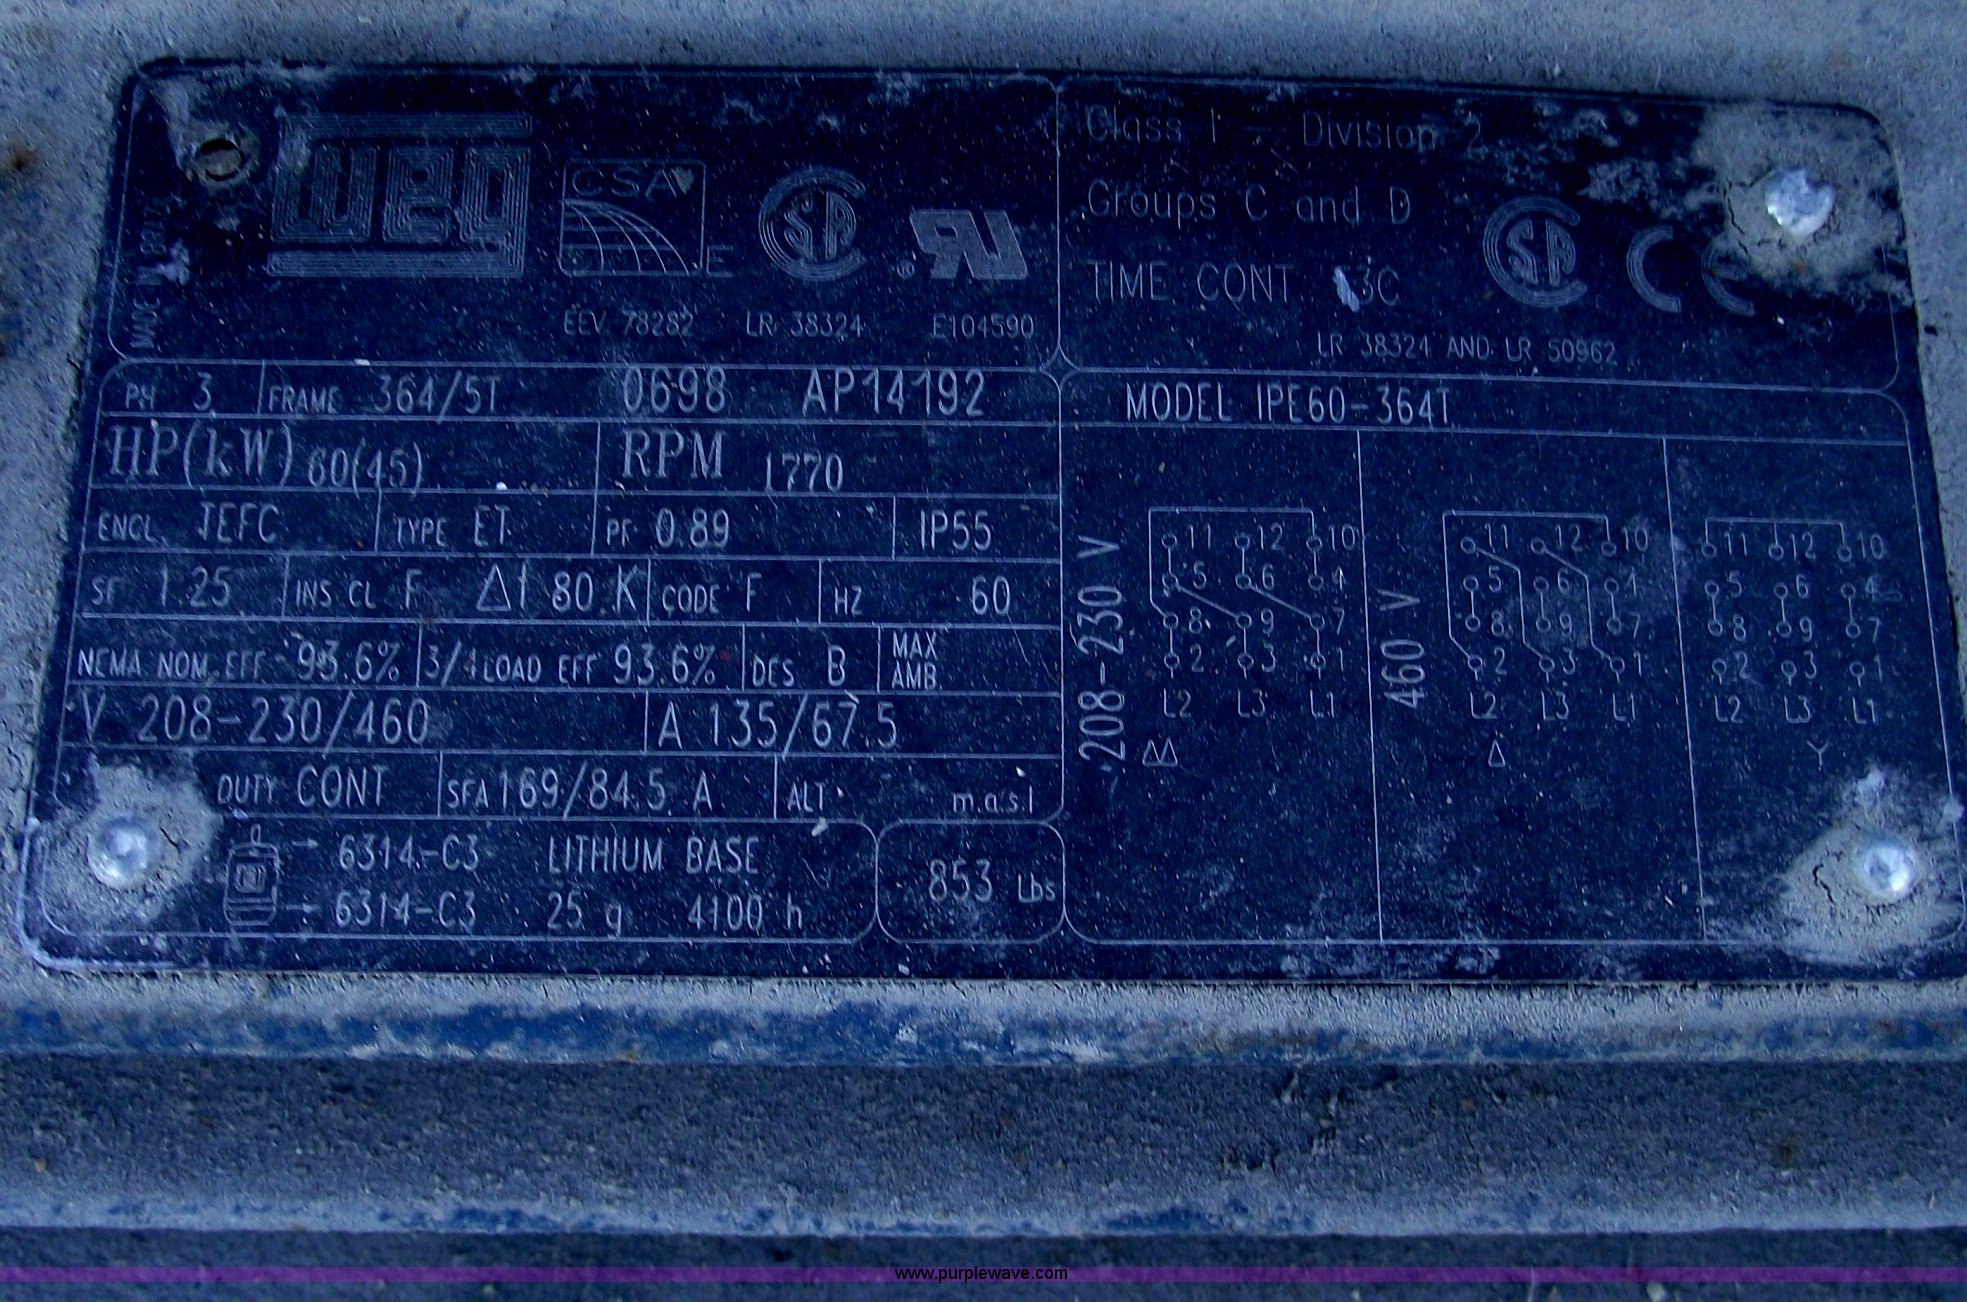 weg
CSA
E
EEV 78282 LR 38324 E104590
MADE IN
Class I - Division 2
Groups C and D
TIME CONT 3C
CE
LR 38324 AND LR 50962
PH 3 FRAME 364/5T 0698 AP14192
MODEL IPE60-364T
HP(kW) 60(45) RPM 1770
ENCL TEFC TYPE ET PF 0.89 IP55
SF 1.25 INS CL F Δt 80 K CODE F HZ 60
NEMA NOM EFF 93.6% 3/4 LOAD EFF 93.6% DES B MAX AMB.
V 208-230/460 A 135/67.5
DUTY CONT SFA 169/84.5 A ALT m.a.s.l
6314-C3 LITHIUM BASE
6314-C3 25 g 4100 h
853 Lbs
208-230 V
11 12 10
5 6 4
8 9 7
2 3 1
L2 L3 L1
ΔΔ
460 V
11 12 10
5 6 4
8 9 7
2 3 1
L2 L3 L1
Δ
11 12 10
5 6 4
8 9 7
2 3 1
L2 L3 L1
Y
www.purplewave.com